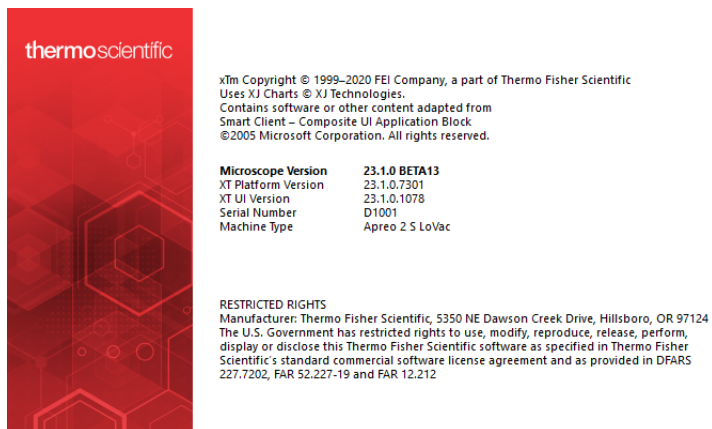 thermoscientific
xTm Copyright © 1999–2020 FEI Company, a part of Thermo Fisher Scientific
Uses XJ Charts © XJ Technologies.
Contains software or other content adapted from
Smart Client – Composite UI Application Block
©2005 Microsoft Corporation. All rights reserved.
Microscope Version 23.1.0 BETA13
XT Platform Version 23.1.0.7301
XT UI Version 23.1.0.1078
Serial Number D1001
Machine Type Apreo 2 S LoVac
RESTRICTED RIGHTS
Manufacturer: Thermo Fisher Scientific, 5350 NE Dawson Creek Drive, Hillsboro, OR 97124
The U.S. Government has restricted rights to use, modify, reproduce, release, perform,
display or disclose this Thermo Fisher Scientific software as specified in Thermo Fisher
Scientific´s standard commercial software license agreement and as provided in DFARS
227.7202, FAR 52.227-19 and FAR 12.212